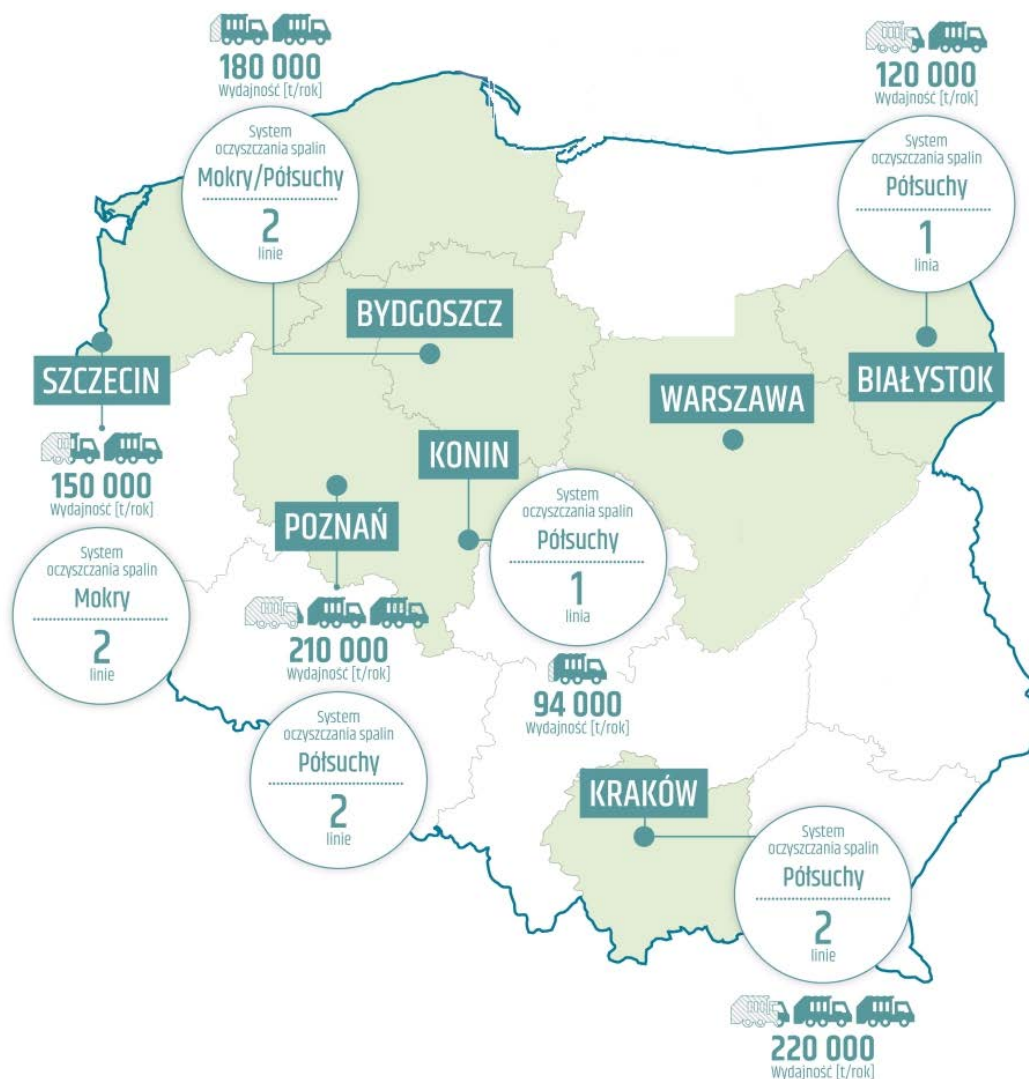 180 000
Wydajność [t/rok]
System
oczyszczania spalin
Mokry/Półsuchy
2
linie
BYDGOSZCZ
120 000
Wydajność [t/rok]
System
oczyszczania spalin
Półsuchy
1
linia
BIAŁYSTOK
SZCZECIN
150 000
Wydajność [t/rok]
System
oczyszczania spalin
Mokry
2
linie
WARSZAWA
KONIN
System
oczyszczania spalin
Półsuchy
1
linia
94 000
Wydajność [t/rok]
POZNAŃ
210 000
Wydajność [t/rok]
System
oczyszczania spalin
Półsuchy
2
linie
KRAKÓW
System
oczyszczania spalin
Półsuchy
2
linie
220 000
Wydajność [t/rok]